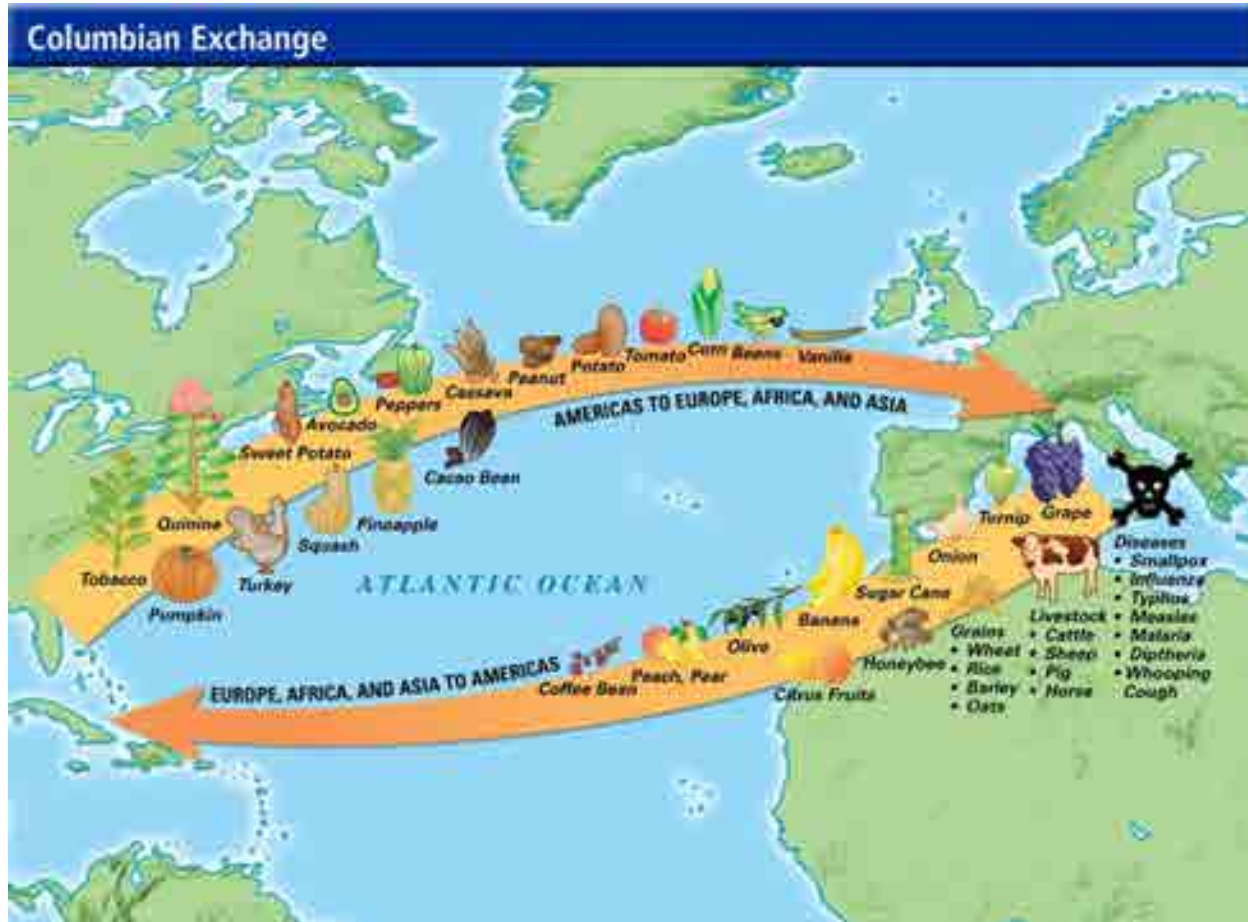 Columbian Exchange
Peppers
Cassava
Peanut
Potato
Tomato
Corn
Beans
Vanilla
AMERICAS TO EUROPE, AFRICA, AND ASIA
Avocado
Sweet Potato
Cacao Bean
Quinine
Squash
Pineapple
Tobacco
Pumpkin
Turkey
ATLANTIC OCEAN
Turnip
Grape
Onion
Sugar Cane
Banana
Olive
Honeybee
Peach, Pear
Coffee Bean
Citrus Fruits
EUROPE, AFRICA, AND ASIA TO AMERICAS
Grains
• Wheat
• Rice
• Barley
• Oats
Livestock
• Cattle
• Sheep
• Pig
• Horse
Diseases
• Smallpox
• Influenza
• Measles
• Malaria
• Diptheria
• Whooping
Cough